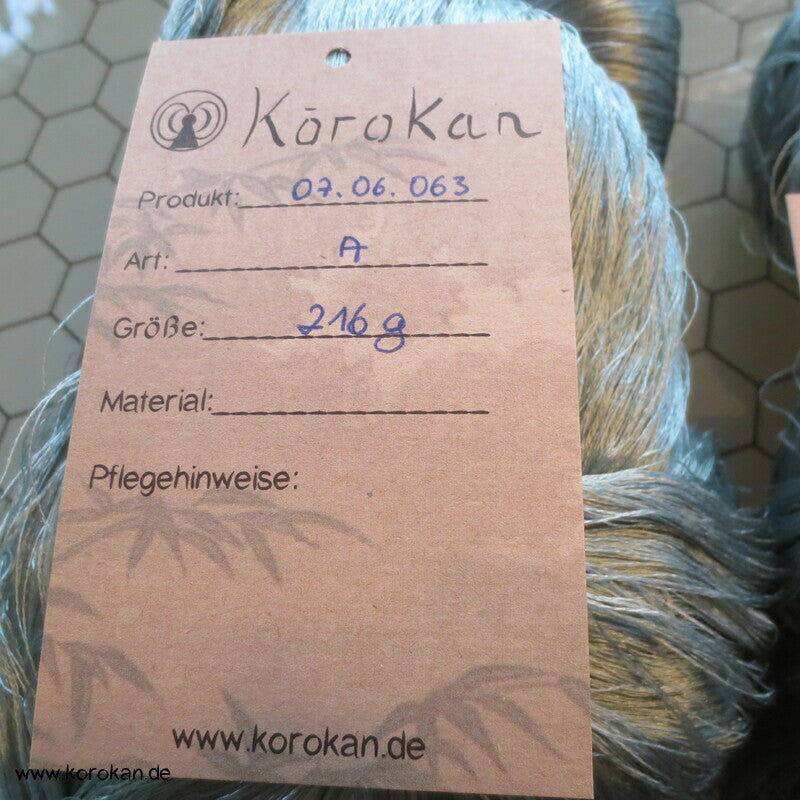 Kōrokan
Produkt: 07.06.063
Art: A
Größe: 216 g
Material:
Pflegehinweise:
www.korokan.de
www.korokan.de